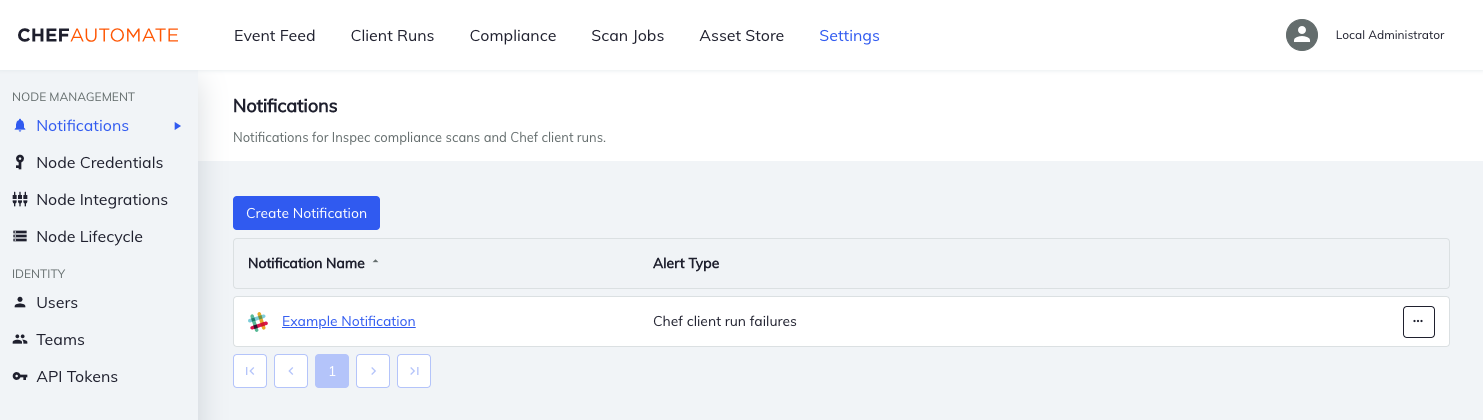 CHEFAUTOMATE
Event Feed
Client Runs
Compliance
Scan Jobs
Asset Store
Settings
Local Administrator
NODE MANAGEMENT
Notifications
Node Credentials
Node Integrations
Node Lifecycle
IDENTITY
Users
Teams
API Tokens
Notifications
Notifications for Inspec compliance scans and Chef client runs.
Create Notification
Notification Name
Alert Type
Example Notification
Chef client run failures
...
1